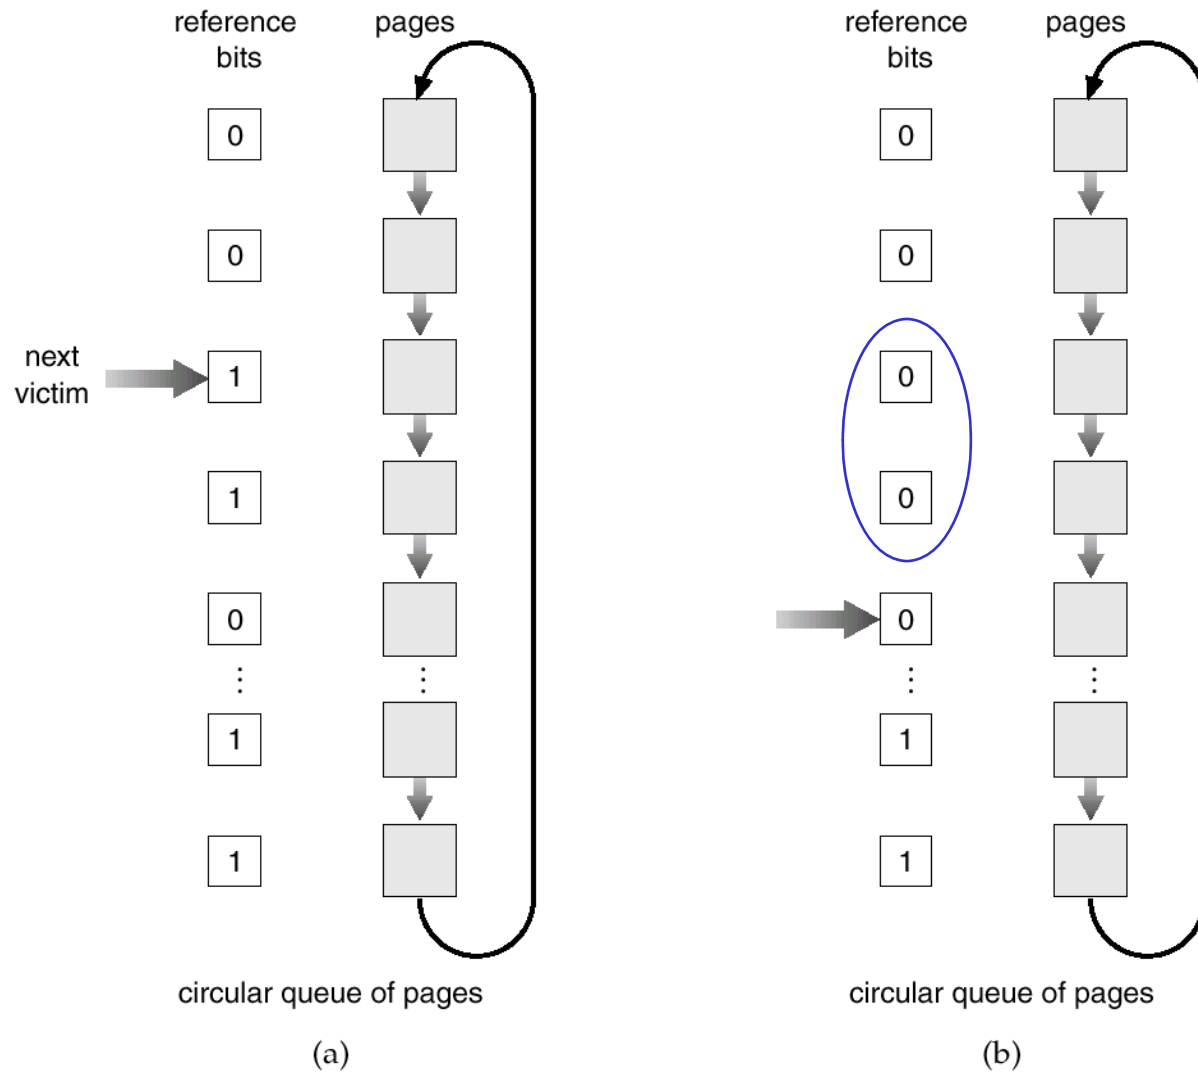 reference
bits
pages
0
0
next
victim
1
1
0
⋮ ⋮
1
1
circular queue of pages
(a)
reference
bits
pages
0
0
0
0
0
⋮ ⋮
1
1
circular queue of pages
(b)